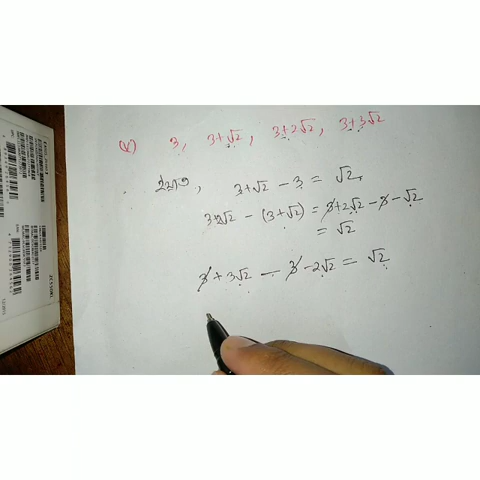 3, 3+√2, 3+2√2, 3+3√2
3+√2 − 3 = √2
3+2√2 − (3+√2) = 3+2√2 − 3 − √2
= √2
3 + 3√2 − 3 − 2√2 = √2